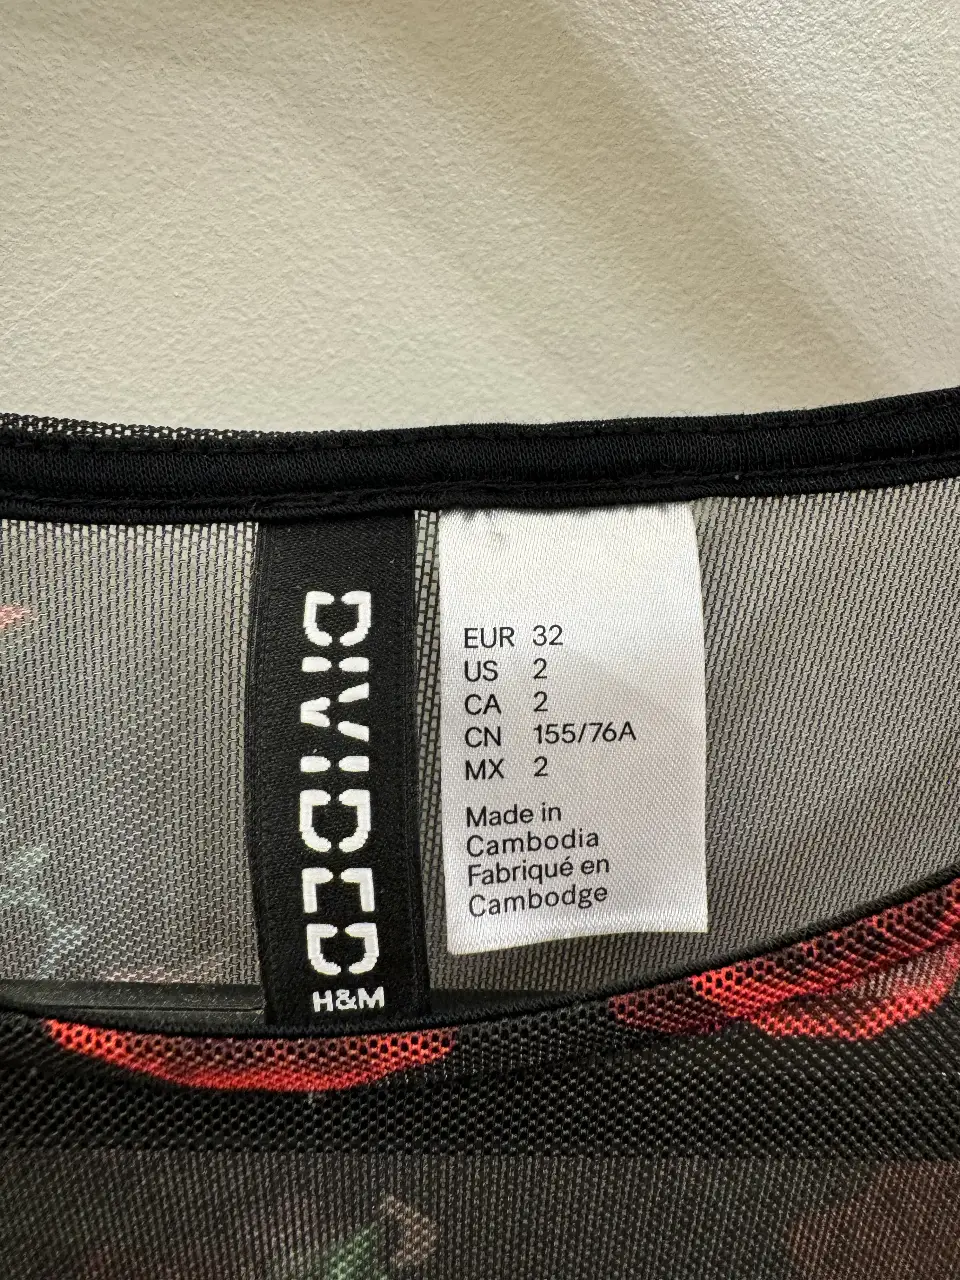 DIVIDED
H&M
EUR 32
US 2
CA 2
CN 155/76A
MX 2
Made in
Cambodia
Fabriqué en
Cambodge